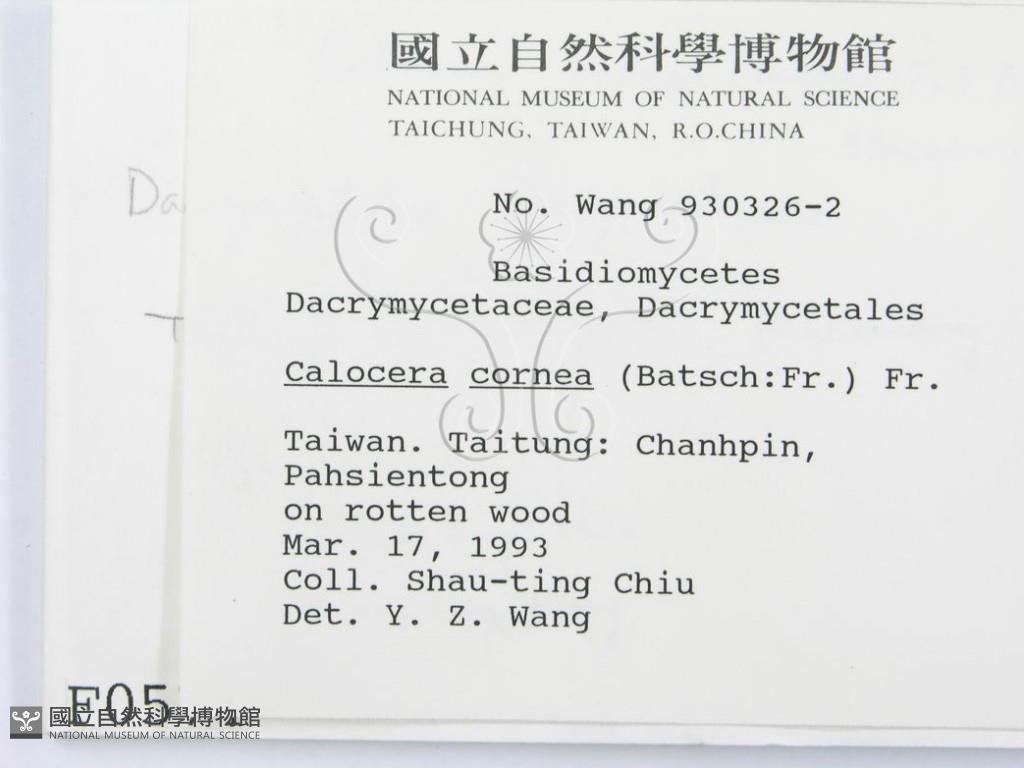 國立自然科學博物館
NATIONAL MUSEUM OF NATURAL SCIENCE
TAICHUNG, TAIWAN, R.O.CHINA
Da
T
No. Wang 930326-2
Basidiomycetes
Dacrymycetaceae, Dacrymycetales
Calocera cornea (Batsch:Fr.) Fr.
Taiwan. Taitung: Chanhpin,
Pahsientong
on rotten wood
Mar. 17, 1993
Coll. Shau-ting Chiu
Det. Y. Z. Wang
F05
國立自然科學博物館
NATIONAL MUSEUM OF NATURAL SCIENCE